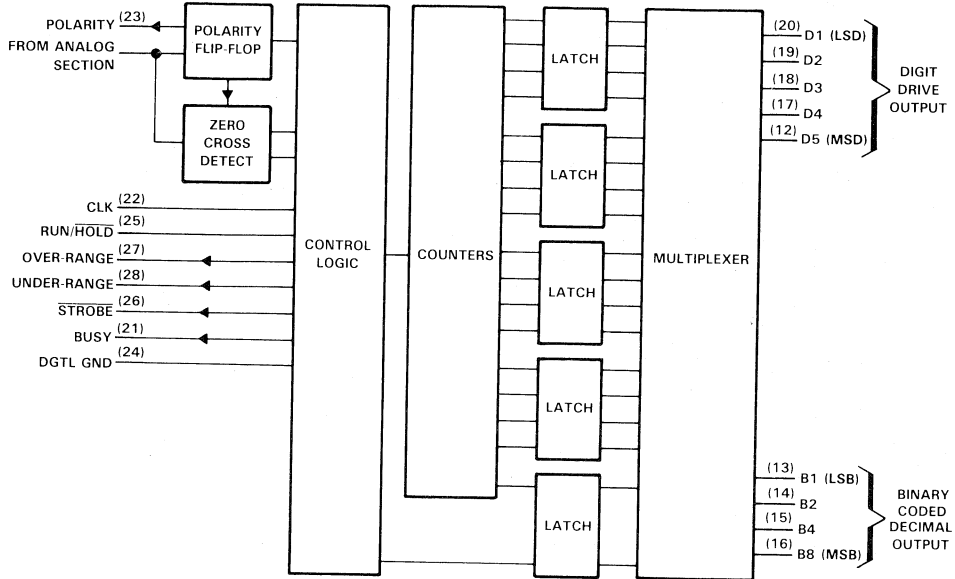 POLARITY (23)
FROM ANALOG
SECTION
POLARITY
FLIP-FLOP
ZERO
CROSS
DETECT
CLK (22)
RUN/HOLD (25)
OVER-RANGE (27)
UNDER-RANGE (28)
STROBE (26)
BUSY (21)
DGTL GND (24)
CONTROL
LOGIC
COUNTERS
LATCH
LATCH
LATCH
LATCH
LATCH
MULTIPLEXER
(20) D1 (LSD)
(19) D2
(18) D3
(17) D4
(12) D5 (MSD)
DIGIT
DRIVE
OUTPUT
(13) B1 (LSB)
(14) B2
(15) B4
(16) B8 (MSB)
BINARY
CODED
DECIMAL
OUTPUT